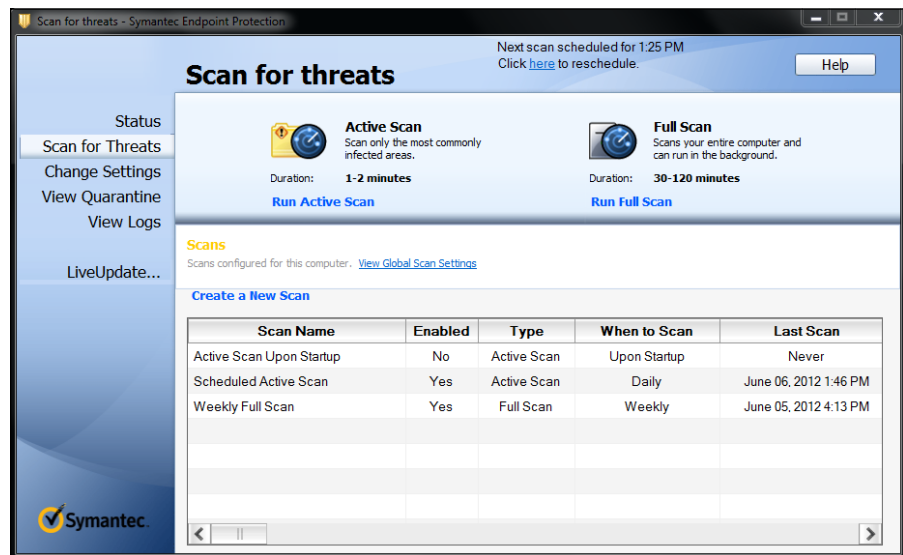 Scan for threats - Symantec Endpoint Protection
Scan for threats
Next scan scheduled for 1:25 PM
Click here to reschedule.
Help
Status
Scan for Threats
Change Settings
View Quarantine
View Logs
LiveUpdate...
Active Scan
Scan only the most commonly
infected areas.
Duration: 1-2 minutes
Run Active Scan
Full Scan
Scans your entire computer and
can run in the background.
Duration: 30-120 minutes
Run Full Scan
Scans
Scans configured for this computer. View Global Scan Settings
Create a New Scan
Scan Name Enabled Type When to Scan Last Scan
Active Scan Upon Startup No Active Scan Upon Startup Never
Scheduled Active Scan Yes Active Scan Daily June 06, 2012 1:46 PM
Weekly Full Scan Yes Full Scan Weekly June 05, 2012 4:13 PM
Symantec.